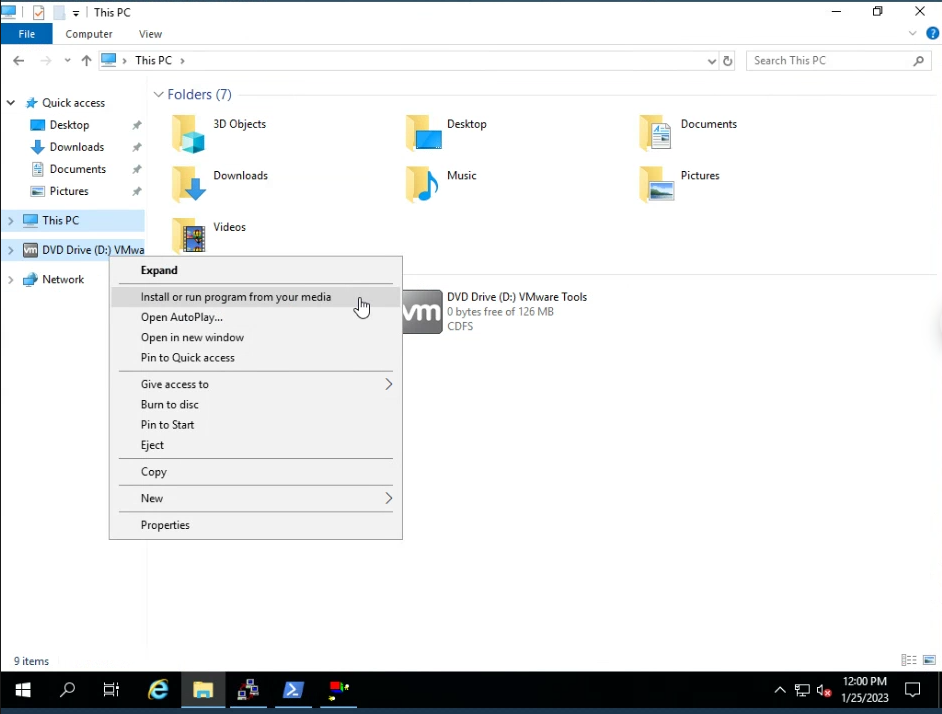 This PC
File Computer View
This PC
Search This PC
Quick access
Desktop
Downloads
Documents
Pictures
This PC
DVD Drive (D:) VMwa
Network
Folders (7)
3D Objects
Desktop
Documents
Downloads
Music
Pictures
Videos
DVD Drive (D:) VMware Tools
0 bytes free of 126 MB
CDFS
vm
Expand
Install or run program from your media
Open AutoPlay...
Open in new window
Pin to Quick access
Give access to
Burn to disc
Pin to Start
Eject
Copy
New
Properties
9 items
12:00 PM
1/25/2023